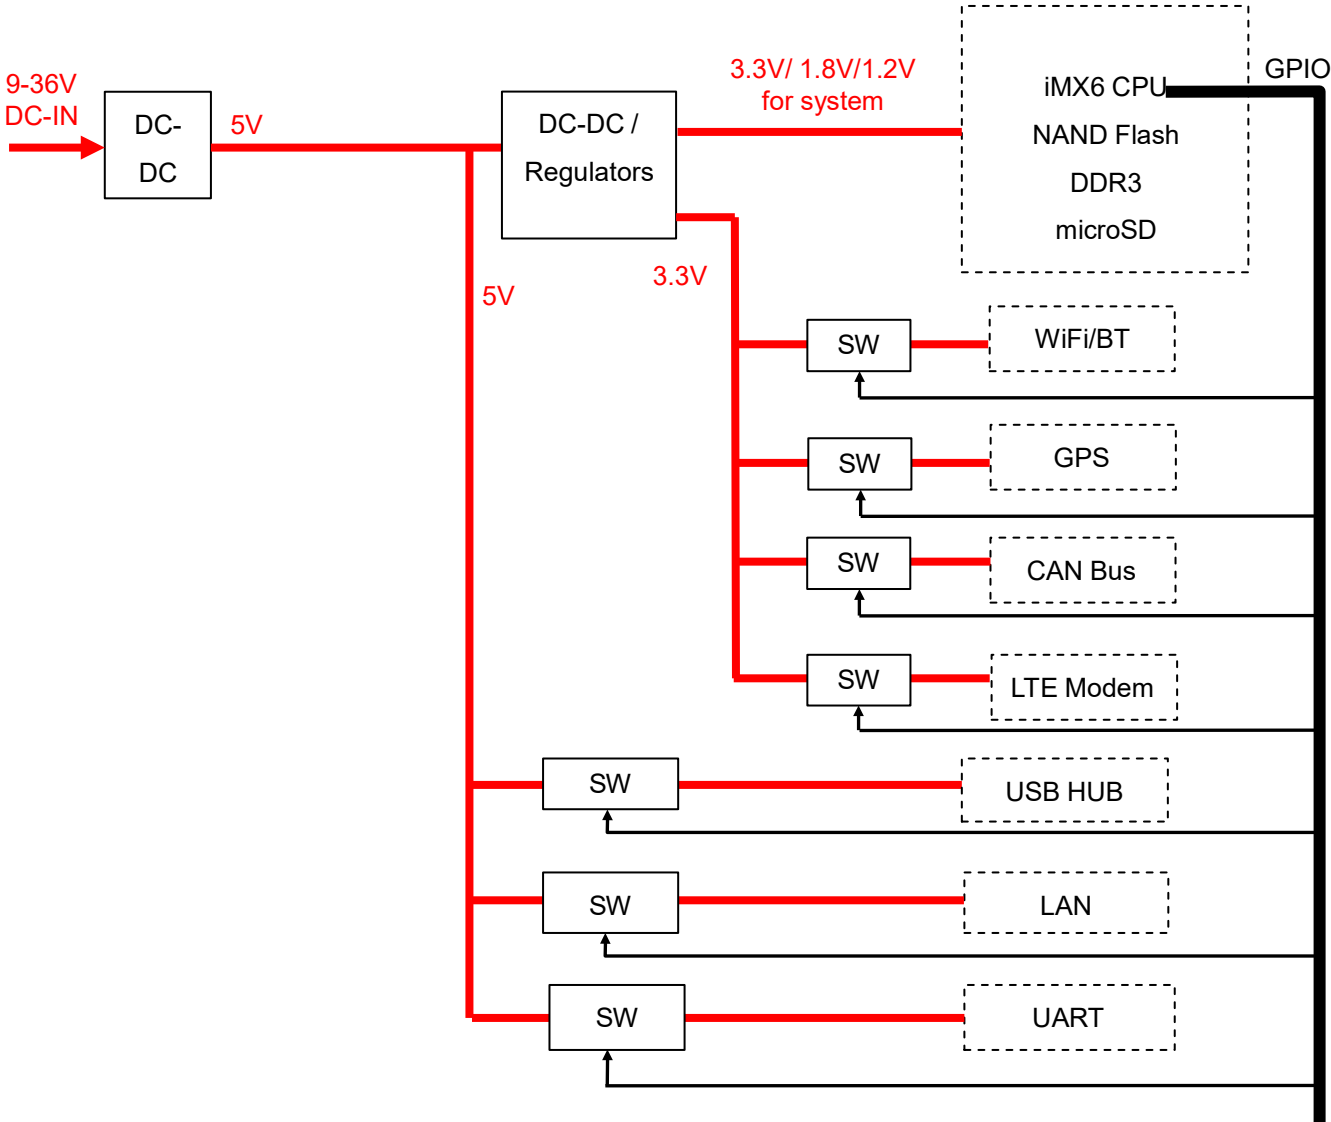 9-36V
DC-IN
DC-
DC
5V
DC-DC /
Regulators
3.3V/ 1.8V/1.2V
for system
iMX6 CPU
NAND Flash
DDR3
microSD
GPIO
5V
3.3V
SW
WiFi/BT
SW
GPS
SW
CAN Bus
SW
LTE Modem
SW
USB HUB
SW
LAN
SW
UART